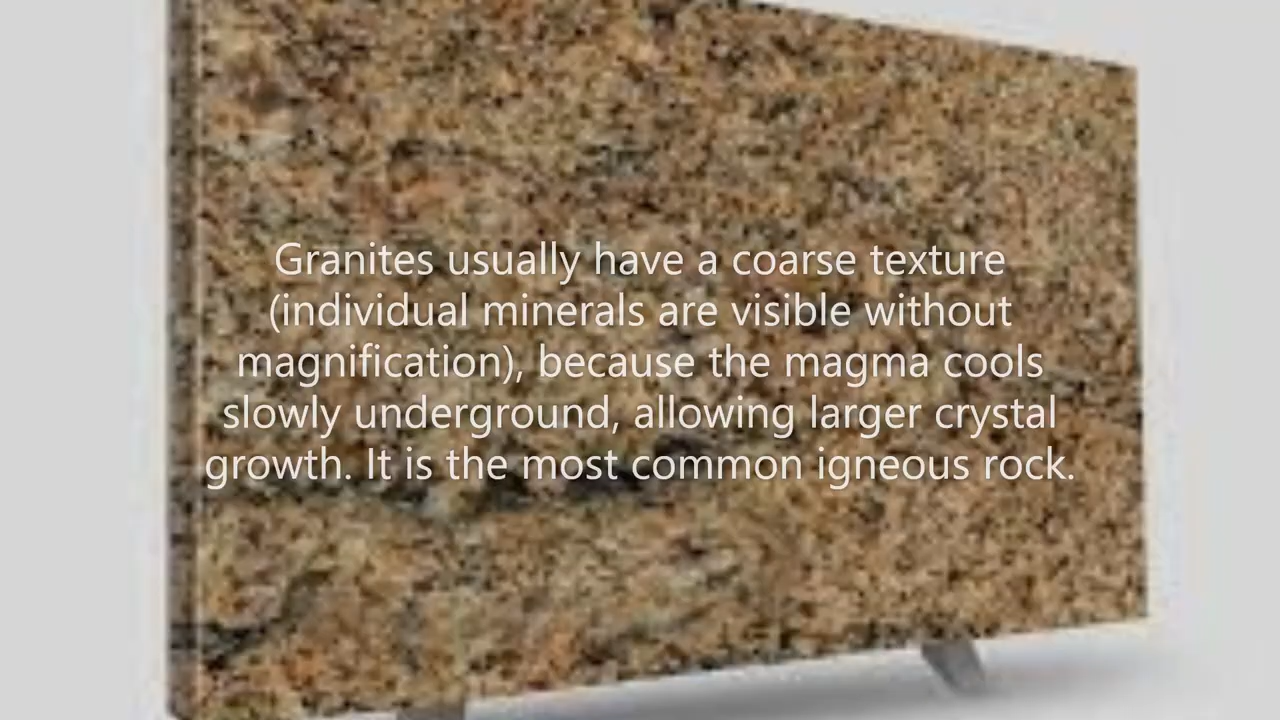 Granites usually have a coarse texture
(individual minerals are visible without
magnification), because the magma cools
slowly underground, allowing larger crystal
growth. It is the most common igneous rock.